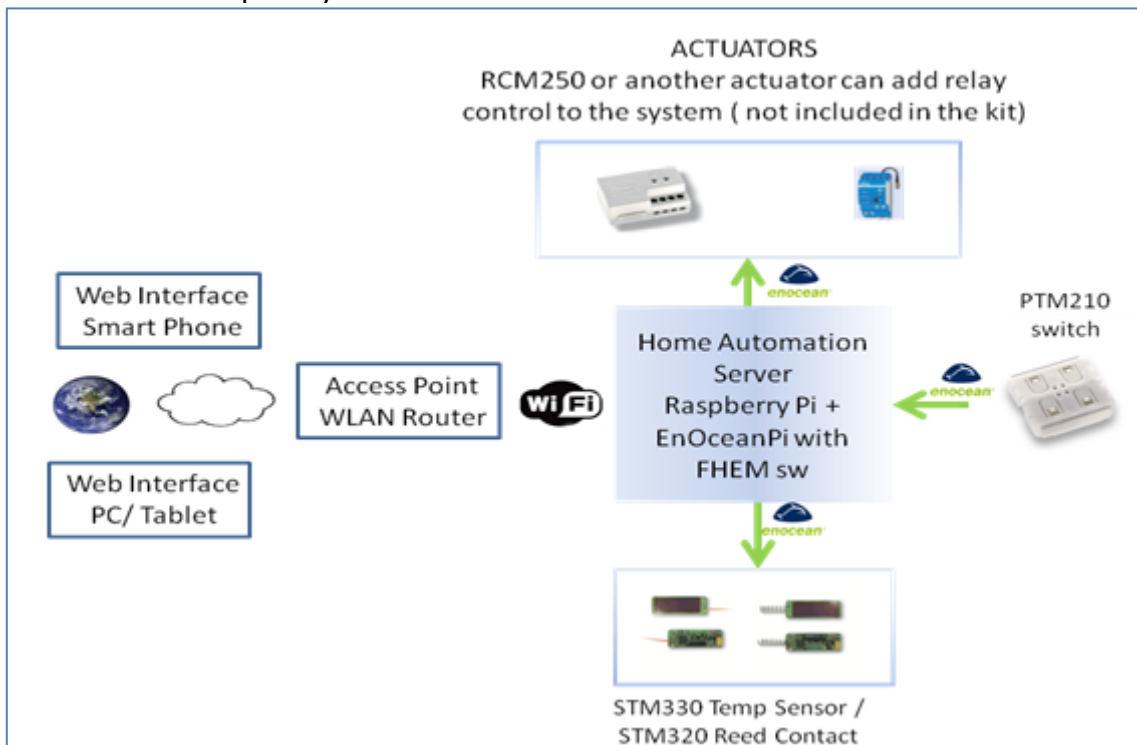 ACTUATORS
RCM250 or another actuator can add relay
control to the system ( not included in the kit)
enocean
Web Interface
Smart Phone
Access Point
WLAN Router
Wi Fi
Home Automation
Server
Raspberry Pi +
EnOceanPi with
FHEM sw
enocean
PTM210
switch
Web Interface
PC/ Tablet
enocean
STM330 Temp Sensor /
STM320 Reed Contact